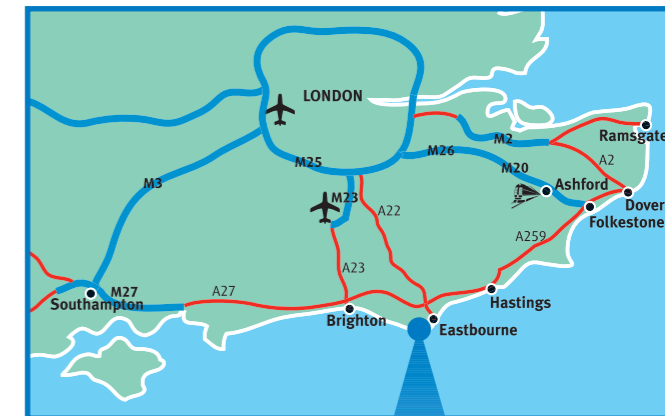 LONDON
M2
Ramsgate
M25
M26
A2
M3
M20
Ashford
M23
A22
Dover
Folkestone
A259
A23
M27
A27
Southampton
Hastings
Brighton
Eastbourne